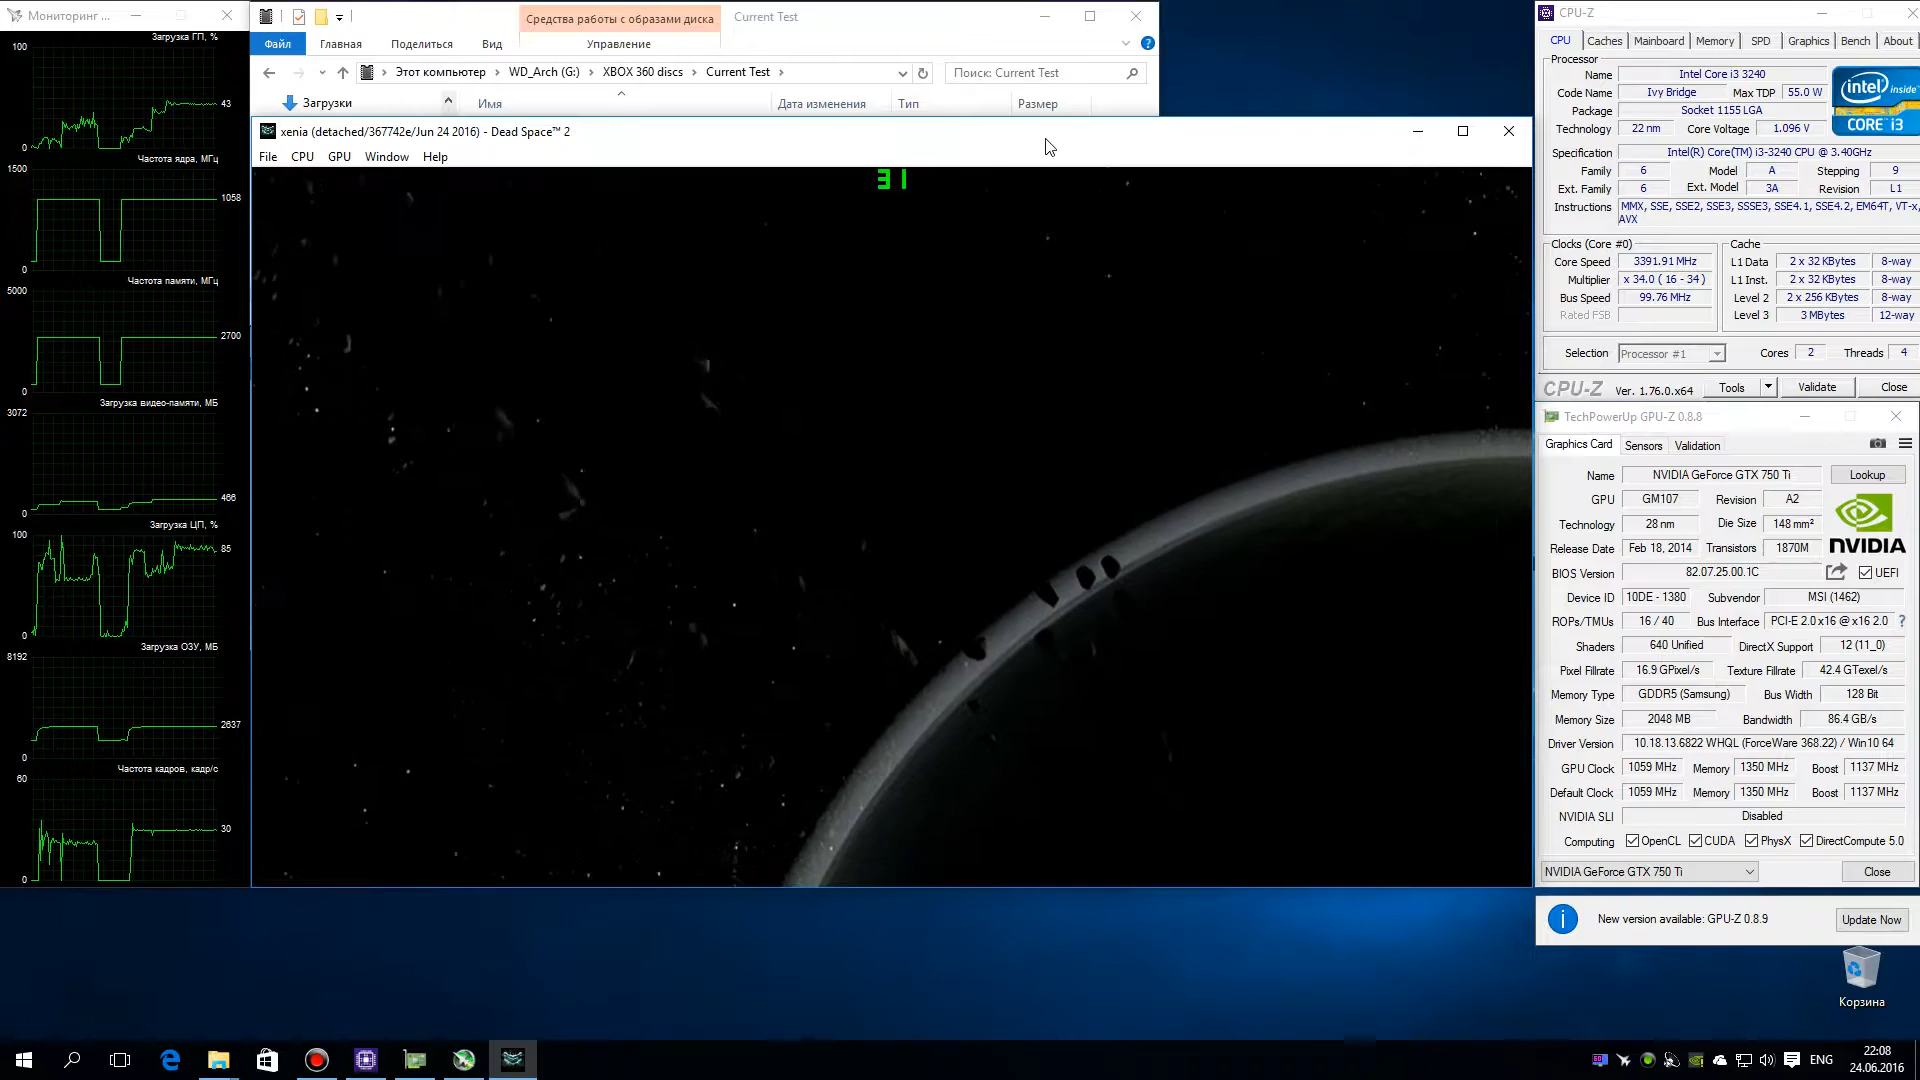 Мониторинг ...
Загрузка ГП, %
100
43
0
Частота ядра, МГц
1500
1058
0
Частота памяти, МГц
5000
2700
0
Загрузка видео-памяти, МБ
3072
466
0
Загрузка ЦП, %
100
85
0
Загрузка ОЗУ, МБ
8192
2637
0
Частота кадров, кадр/с
60
30
0
Средства работы с образами диска
Current Test
Файл
Главная
Поделиться
Вид
Управление
Этот компьютер
WD_Arch (G:)
XBOX 360 discs
Current Test
Поиск: Current Test
Загрузки
Имя
Дата изменения
Тип
Размер
xenia (detached/367742e/Jun 24 2016) - Dead Space™ 2
File CPU GPU Window Help
31
CPU-Z
CPU Caches Mainboard Memory SPD Graphics Bench About
Processor
Name Intel Core i3 3240
Code Name Ivy Bridge Max TDP 55.0 W
Package Socket 1155 LGA
Technology 22 nm Core Voltage 1.096 V
intel inside
CORE i3
Specification Intel(R) Core(TM) i3-3240 CPU @ 3.40GHz
Family 6 Model A Stepping 9
Ext. Family 6 Ext. Model 3A Revision L1
Instructions MMX, SSE, SSE2, SSE3, SSSE3, SSE4.1, SSE4.2, EM64T, VT-x,
AVX
Clocks (Core #0)
Core Speed 3391.91 MHz
Multiplier x 34.0 ( 16 - 34 )
Bus Speed 99.76 MHz
Rated FSB
Cache
L1 Data 2 x 32 KBytes 8-way
L1 Inst. 2 x 32 KBytes 8-way
Level 2 2 x 256 KBytes 8-way
Level 3 3 MBytes 12-way
Selection Processor #1 Cores 2 Threads 4
CPU-Z Ver. 1.76.0.x64 Tools Validate Close
TechPowerUp GPU-Z 0.8.8
Graphics Card Sensors Validation
Name NVIDIA GeForce GTX 750 Ti Lookup
GPU GM107 Revision A2
Technology 28 nm Die Size 148 mm²
Release Date Feb 18, 2014 Transistors 1870M
NVIDIA
BIOS Version 82.07.25.00.1C UEFI
Device ID 10DE - 1380 Subvendor MSI (1462)
ROPs/TMUs 16 / 40 Bus Interface PCI-E 2.0 x16 @ x16 2.0 ?
Shaders 640 Unified DirectX Support 12 (11_0)
Pixel Fillrate 16.9 GPixel/s Texture Fillrate 42.4 GTexel/s
Memory Type GDDR5 (Samsung) Bus Width 128 Bit
Memory Size 2048 MB Bandwidth 86.4 GB/s
Driver Version 10.18.13.6822 WHQL (ForceWare 368.22) / Win10 64
GPU Clock 1059 MHz Memory 1350 MHz Boost 1137 MHz
Default Clock 1059 MHz Memory 1350 MHz Boost 1137 MHz
NVIDIA SLI Disabled
Computing OpenCL CUDA PhysX DirectCompute 5.0
NVIDIA GeForce GTX 750 Ti Close
New version available: GPU-Z 0.8.9 Update Now
Корзина
ENG
22:08
24.06.2016